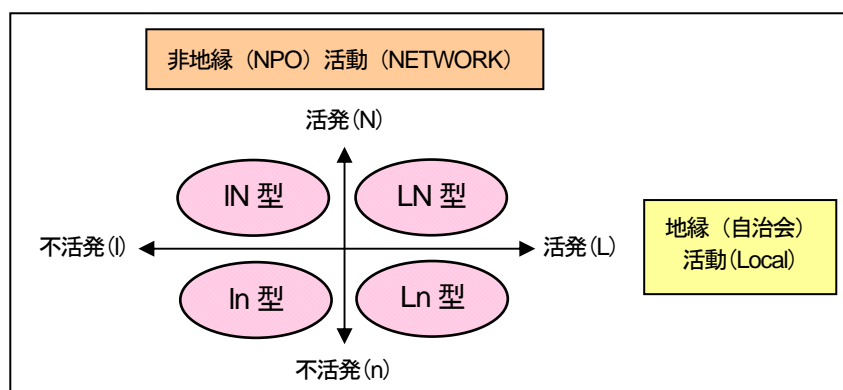 非地縁（NPO）活動（NETWORK）
活発(N)
lN 型
LN 型
不活発(l)
活発(L)
地縁（自治会）
活動(Local)
ln 型
Ln 型
不活発(n)